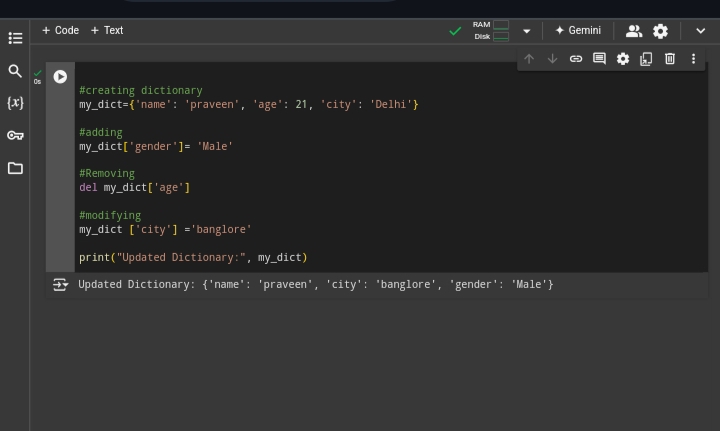 + Code + Text
RAM
Disk
Gemini
{x}
0s
#creating dictionary
my_dict={'name': 'praveen', 'age': 21, 'city': 'Delhi'}
#adding
my_dict['gender']= 'Male'
#Removing
del my_dict['age']
#modifying
my_dict ['city'] ='banglore'
print("Updated Dictionary:", my_dict)
Updated Dictionary: {'name': 'praveen', 'city': 'banglore', 'gender': 'Male'}